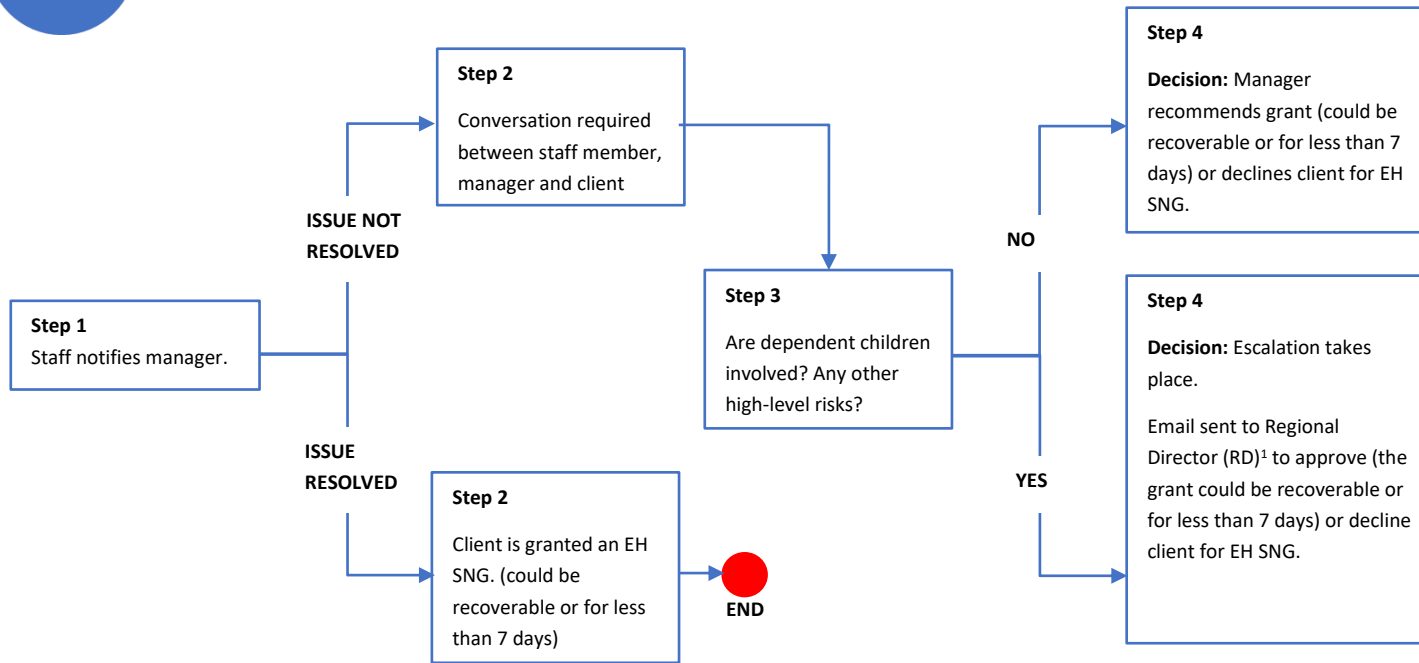 Step 1
Staff notifies manager.
ISSUE NOT
RESOLVED
Step 2
Conversation required
between staff member,
manager and client
ISSUE
RESOLVED
Step 2
Client is granted an EH
SNG. (could be
recoverable or for less
than 7 days)
END
Step 3
Are dependent children
involved? Any other
high-level risks?
NO
Step 4
Decision: Manager
recommends grant (could be
recoverable or for less than 7
days) or declines client for EH
SNG.
YES
Step 4
Decision: Escalation takes
place.
Email sent to Regional
Director (RD)¹ to approve (the
grant could be recoverable or
for less than 7 days) or decline
client for EH SNG.